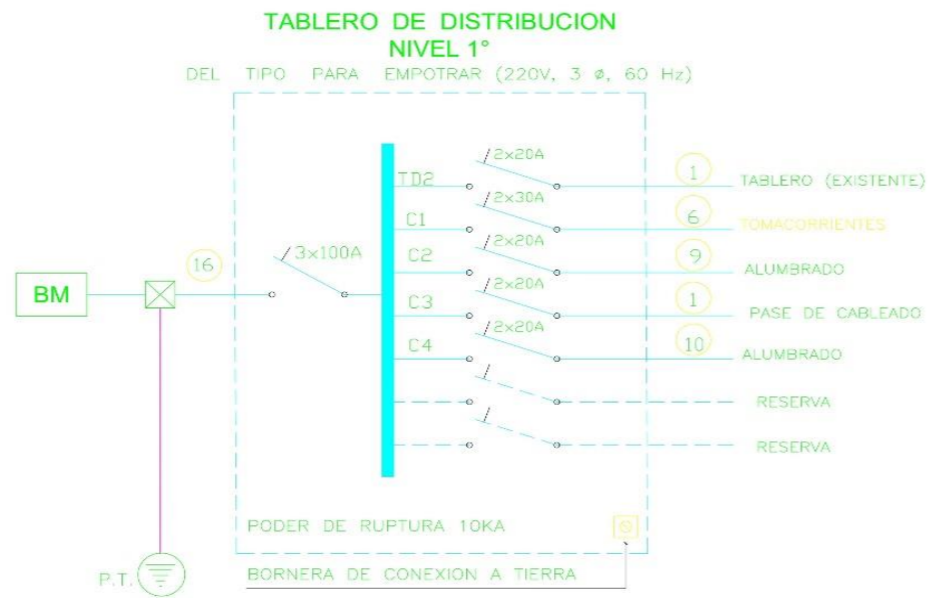 TABLERO DE DISTRIBUCION
NIVEL 1°
DEL TIPO PARA EMPOTRAR (220V, 3 ø, 60 Hz)
TD2
2x20A
1
TABLERO (EXISTENTE)
C1
2x30A
6
TOMACORRIENTES
C2
2x20A
9
ALUMBRADO
BM
16
3x100A
C3
2x20A
1
PASE DE CABLEADO
C4
2x20A
10
ALUMBRADO
RESERVA
RESERVA
PODER DE RUPTURA 10KA
P.T.
BORNERA DE CONEXION A TIERRA